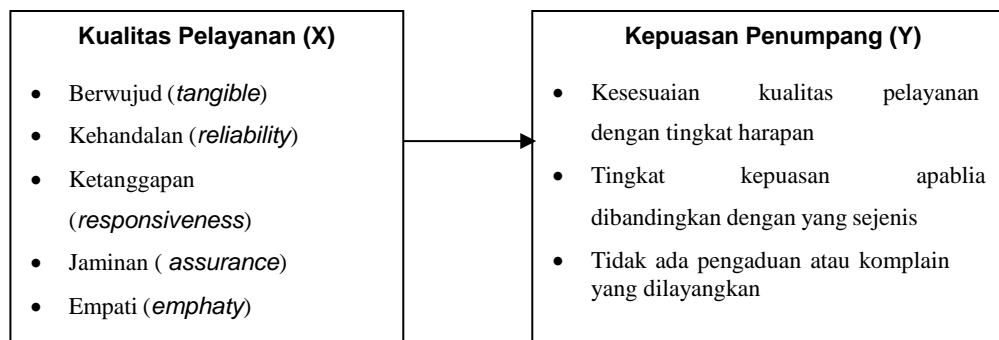 Kualitas Pelayanan (X)
• Berwujud (tangible)
• Kehandalan (reliability)
• Ketanggapan
(responsiveness)
• Jaminan ( assurance)
• Empati (emphaty)
Kepuasan Penumpang (Y)
• Kesesuaian kualitas pelayanan
dengan tingkat harapan
• Tingkat kepuasan apablia
dibandingkan dengan yang sejenis
• Tidak ada pengaduan atau komplain
yang dilayangkan